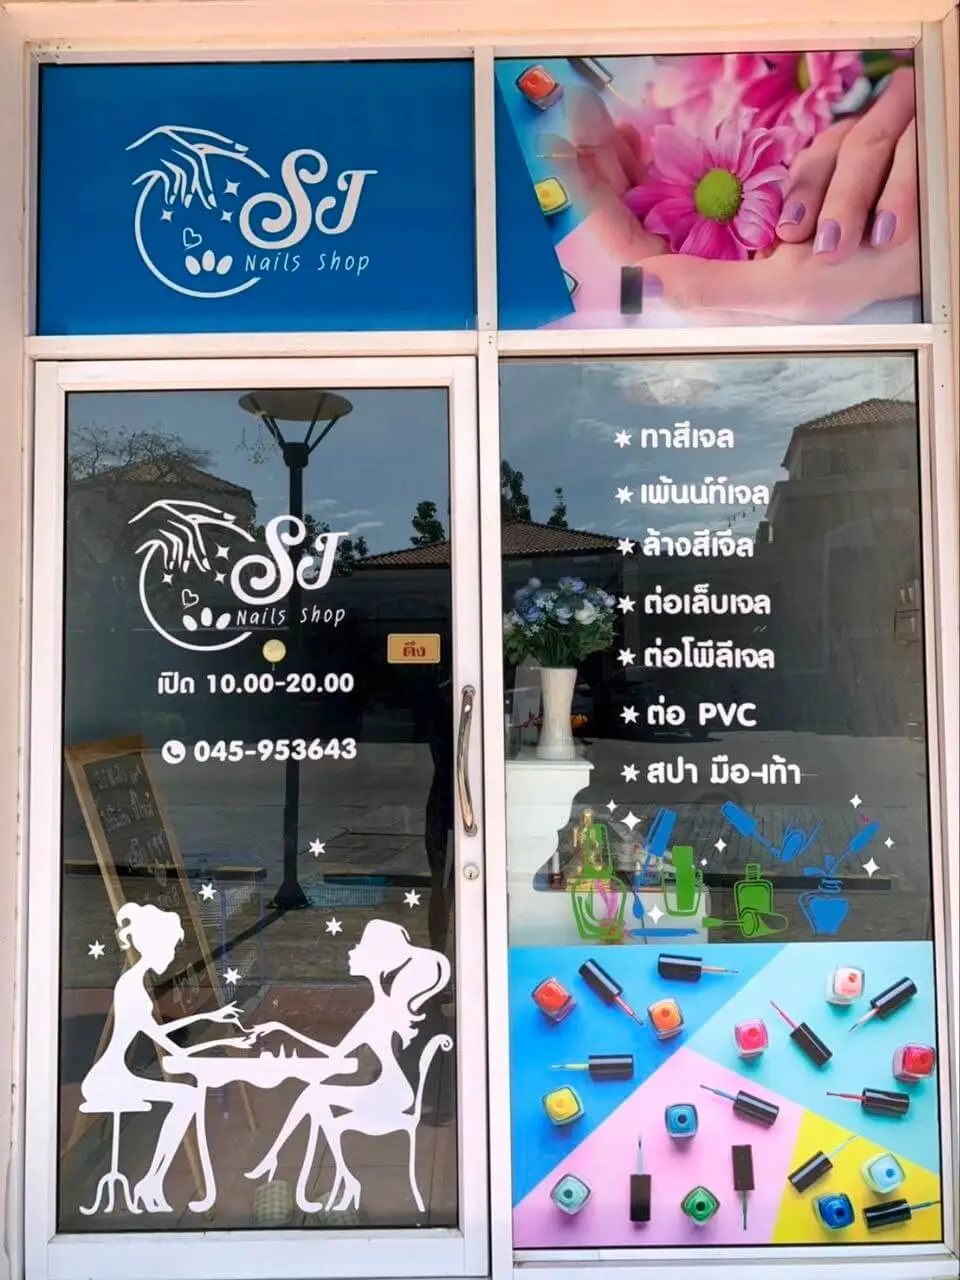 SJ
Nails Shop
SJ
Nails Shop
ดึง
เปิด 10.00-20.00
045-953643
ทาสีเจล
เพ้นน์ท์เจล
ล้างสีเจล
ต่อเล็บเจล
ต่อโพีลีเจล
ต่อ PVC
สปา มือ-เท้า